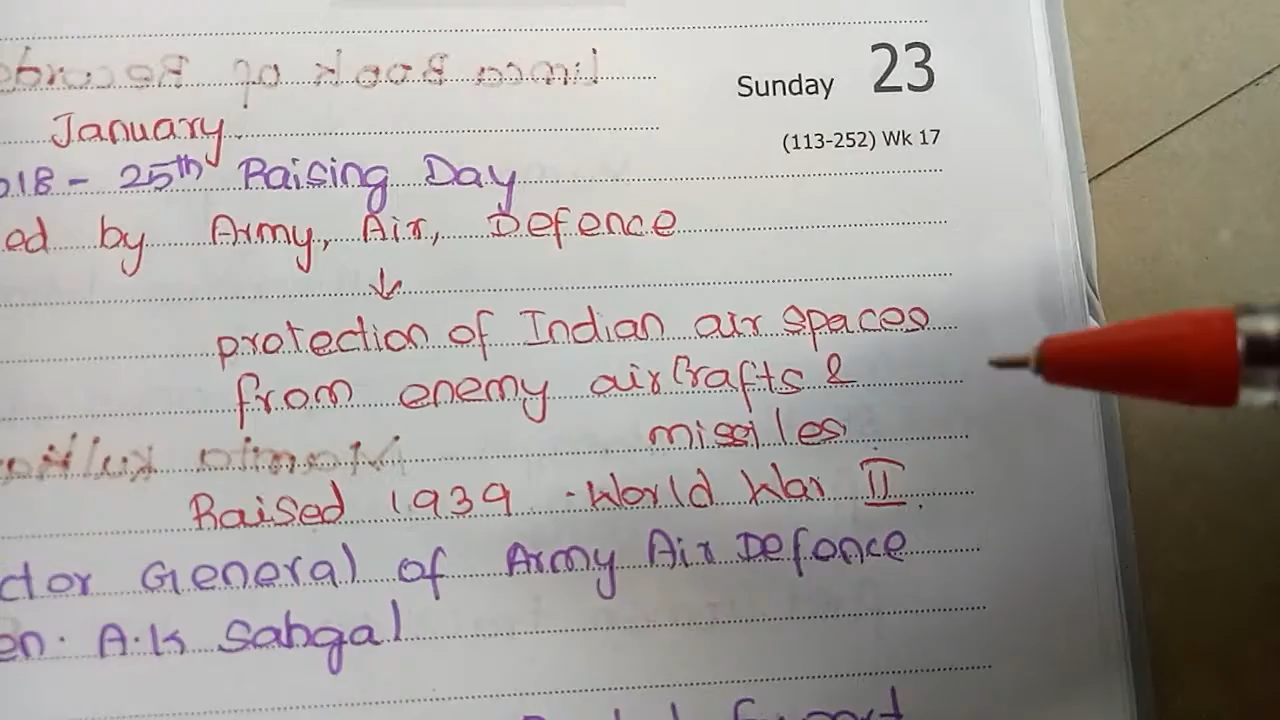 Sunday 23
January.
(113-252) Wk 17
018 - 25th Raising Day
ed by Army, Air, Defence
protection of Indian air spaces
from enemy aircrafts &
missiles
Raised 1939 - World War II.
ctor General of Army Air Defence
en. A.K Sahgal